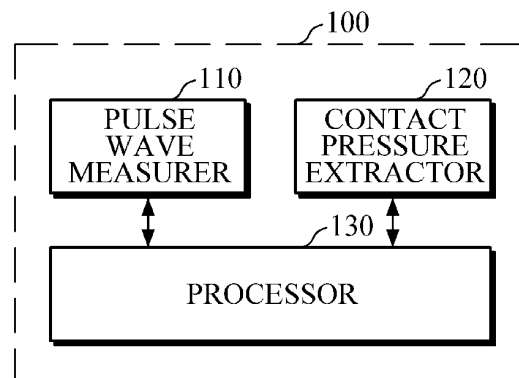 100
110
120
PULSE
WAVE
MEASURER
CONTACT
PRESSURE
EXTRACTOR
130
PROCESSOR